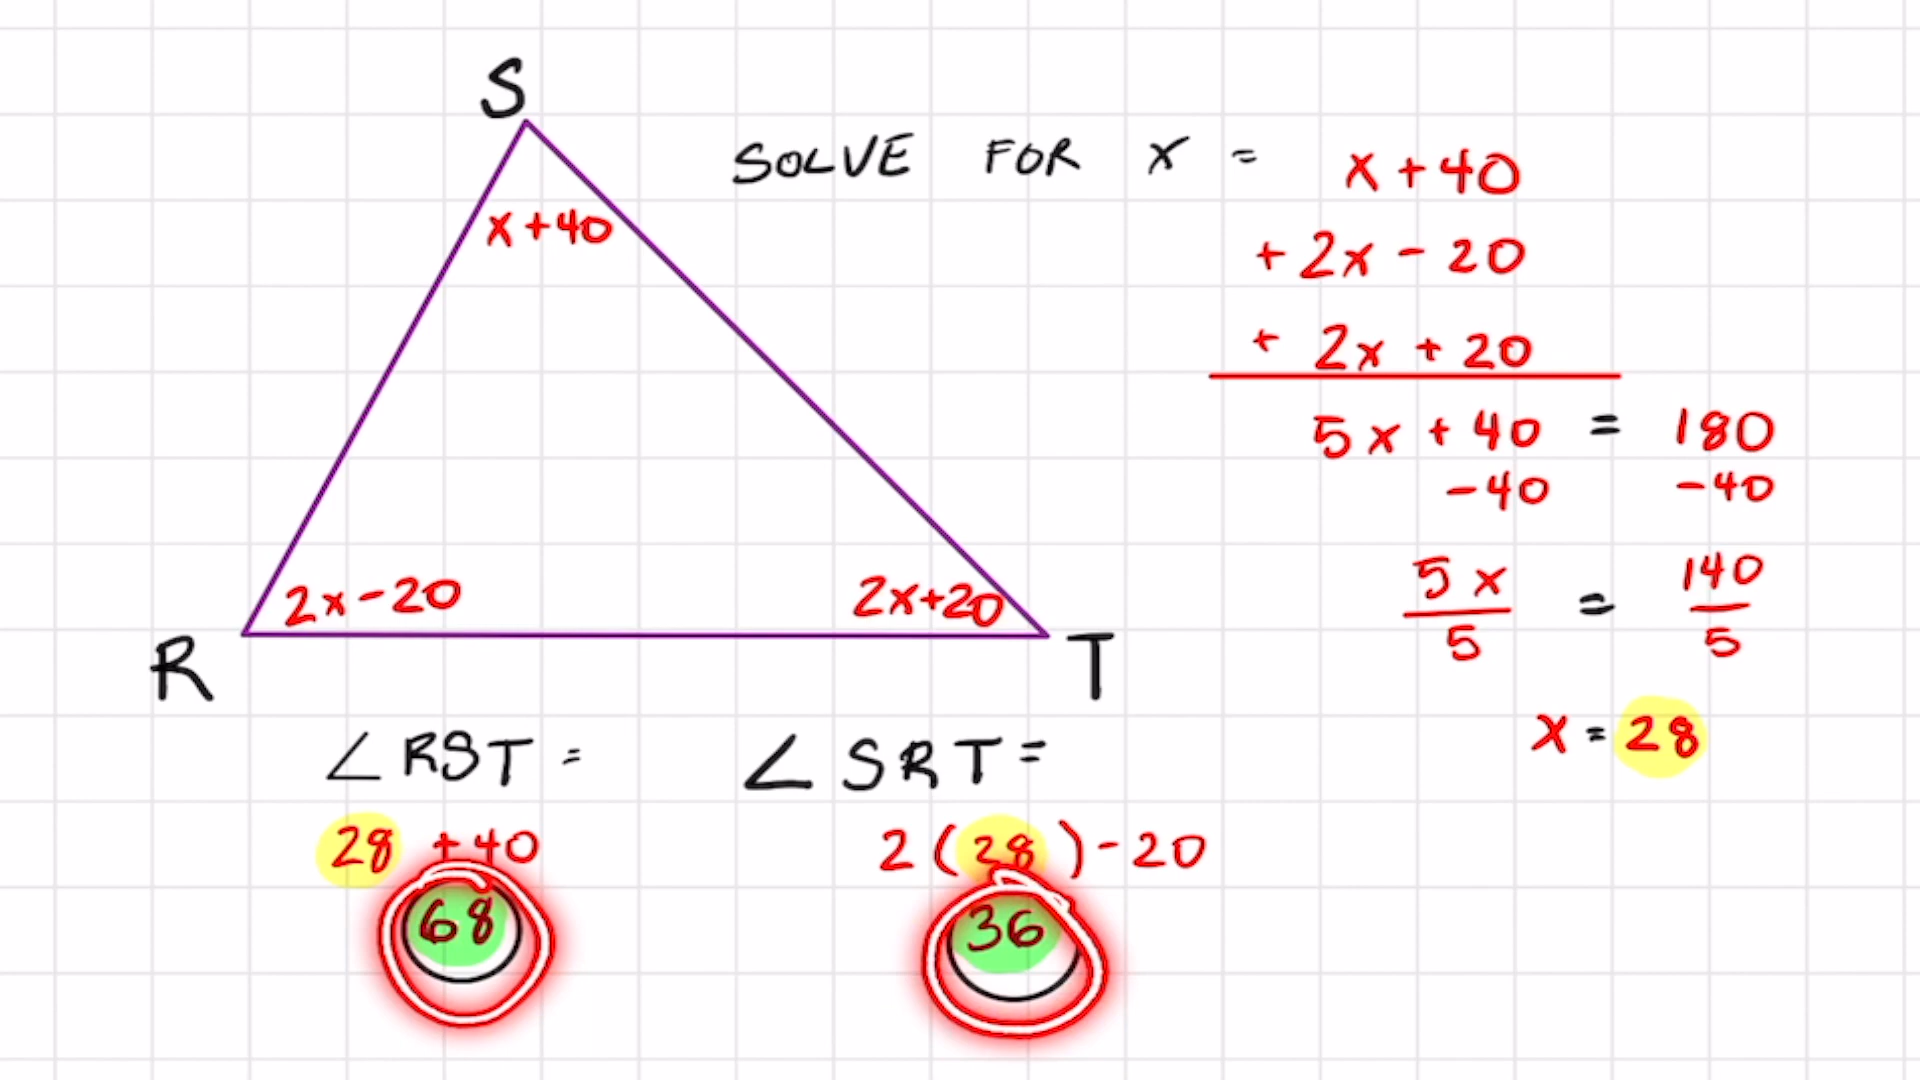 S
SOLVE FOR x = x + 40
x + 40
+ 2x - 20
+ 2x + 20
5x + 40 = 180
-40 -40
5x = 140
5 5
2x - 20
2x + 20
R
T
x = 28
∠RST =
∠SRT =
28 + 40
2(28) - 20
68
36